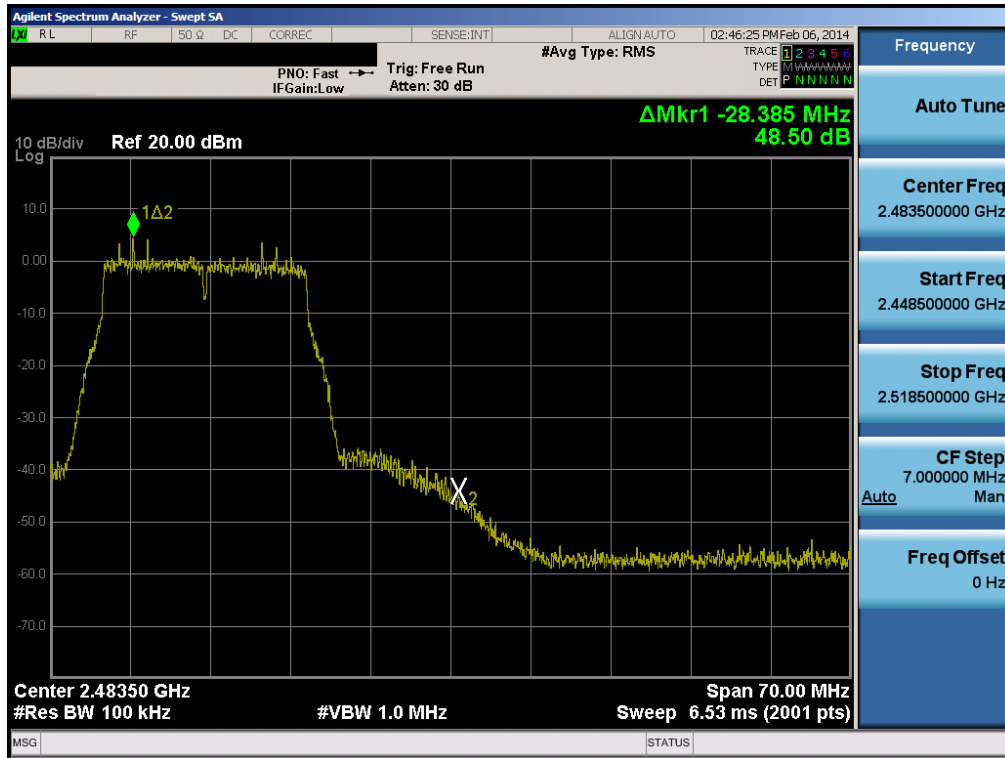 Agilent Spectrum Analyzer - Swept SA
LXI RL RF 50 Ω DC CORREC SENSE:INT ALIGN AUTO 02:46:25 PM Feb 06, 2014
Frequency
#Avg Type: RMS
TRACE 1 2 3 4 5 6
TYPE M WWWWW
DET P N N N N N
PNO: Fast
IFGain:Low
Trig: Free Run
Atten: 30 dB
Auto Tune
ΔMkr1 -28.385 MHz
48.50 dB
10 dB/div
Log
Ref 20.00 dBm
Center Freq
2.483500000 GHz
Start Freq
2.448500000 GHz
Stop Freq
2.518500000 GHz
CF Step
7.000000 MHz
Auto Man
Freq Offset
0 Hz
1Δ2
10.0
0.00
-10.0
-20.0
-30.0
-40.0
X2
-50.0
-60.0
-70.0
Center 2.48350 GHz
Span 70.00 MHz
#Res BW 100 kHz
#VBW 1.0 MHz
Sweep 6.53 ms (2001 pts)
MSG
STATUS